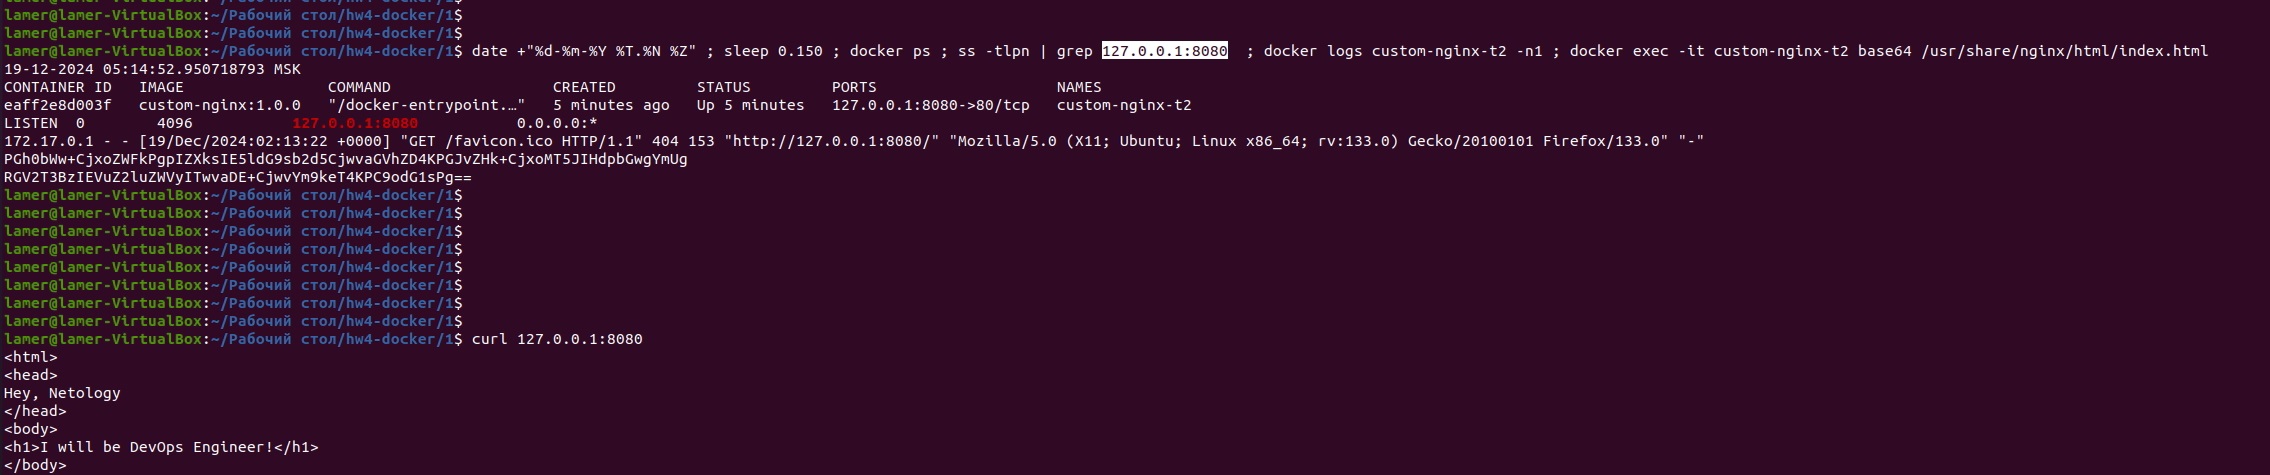 lamer@lamer-VirtualBox:~/Рабочий стол/hw4-docker/1$
lamer@lamer-VirtualBox:~/Рабочий стол/hw4-docker/1$
lamer@lamer-VirtualBox:~/Рабочий стол/hw4-docker/1$ date +"%d-%m-%Y %T.%N %Z" ; sleep 0.150 ; docker ps ; ss -tlpn | grep 127.0.0.1:8080  ; docker logs custom-nginx-t2 -n1 ; docker exec -it custom-nginx-t2 base64 /usr/share/nginx/html/index.html
19-12-2024 05:14:52.950718793 MSK
CONTAINER ID   IMAGE                COMMAND                  CREATED         STATUS         PORTS                    NAMES
eaff2e8d003f   custom-nginx:1.0.0   "/docker-entrypoint.…"   5 minutes ago   Up 5 minutes   127.0.0.1:8080->80/tcp   custom-nginx-t2
LISTEN  0        4096              127.0.0.1:8080           0.0.0.0:*
172.17.0.1 - - [19/Dec/2024:02:13:22 +0000] "GET /favicon.ico HTTP/1.1" 404 153 "http://127.0.0.1:8080/" "Mozilla/5.0 (X11; Ubuntu; Linux x86_64; rv:133.0) Gecko/20100101 Firefox/133.0" "-"
PGh0bWw+CjxoZWFkPgpIZXksIE5ldG9sb2d5CjwvaGVhZD4KPGJvZHk+CjxoMT5JIHdpbGwgYmUg
RGV2T3BzIEVuZ2luZWVyITwvaDE+CjwvYm9keT4KPC9odG1sPg==
lamer@lamer-VirtualBox:~/Рабочий стол/hw4-docker/1$
lamer@lamer-VirtualBox:~/Рабочий стол/hw4-docker/1$
lamer@lamer-VirtualBox:~/Рабочий стол/hw4-docker/1$
lamer@lamer-VirtualBox:~/Рабочий стол/hw4-docker/1$
lamer@lamer-VirtualBox:~/Рабочий стол/hw4-docker/1$
lamer@lamer-VirtualBox:~/Рабочий стол/hw4-docker/1$
lamer@lamer-VirtualBox:~/Рабочий стол/hw4-docker/1$
lamer@lamer-VirtualBox:~/Рабочий стол/hw4-docker/1$
lamer@lamer-VirtualBox:~/Рабочий стол/hw4-docker/1$ curl 127.0.0.1:8080
<html>
<head>
Hey, Netology
</head>
<body>
<h1>I will be DevOps Engineer!</h1>
</body>